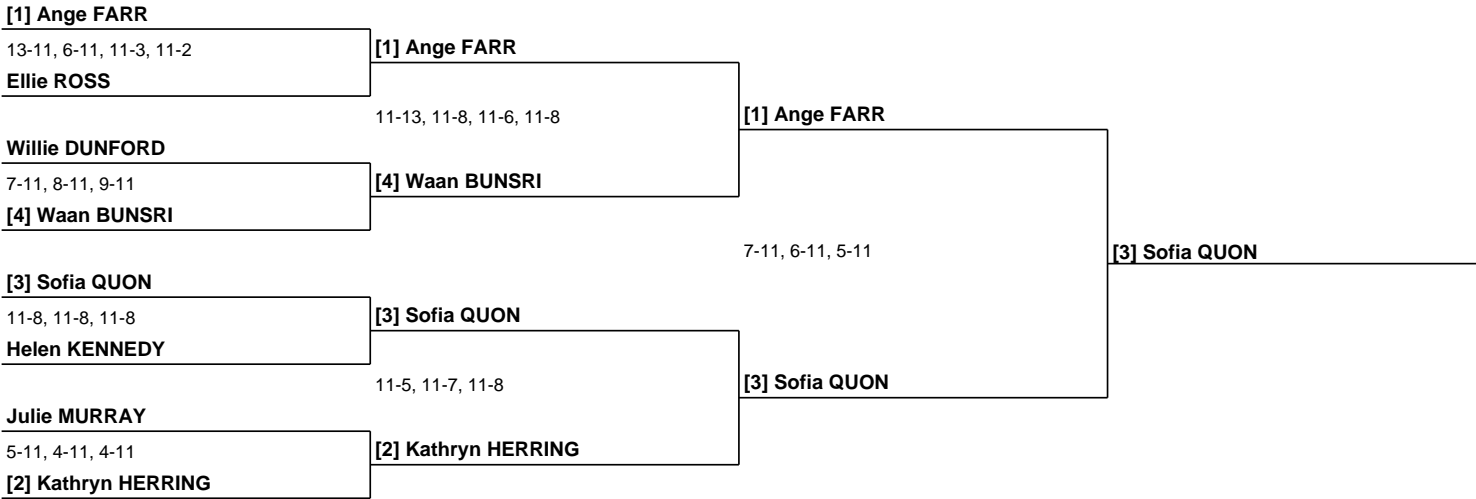 [1] Ange FARR
13-11, 6-11, 11-3, 11-2
[1] Ange FARR
Ellie ROSS
11-13, 11-8, 11-6, 11-8
[1] Ange FARR
Willie DUNFORD
7-11, 8-11, 9-11
[4] Waan BUNSRI
[4] Waan BUNSRI
7-11, 6-11, 5-11
[3] Sofia QUON
[3] Sofia QUON
11-8, 11-8, 11-8
[3] Sofia QUON
Helen KENNEDY
11-5, 11-7, 11-8
[3] Sofia QUON
Julie MURRAY
5-11, 4-11, 4-11
[2] Kathryn HERRING
[2] Kathryn HERRING